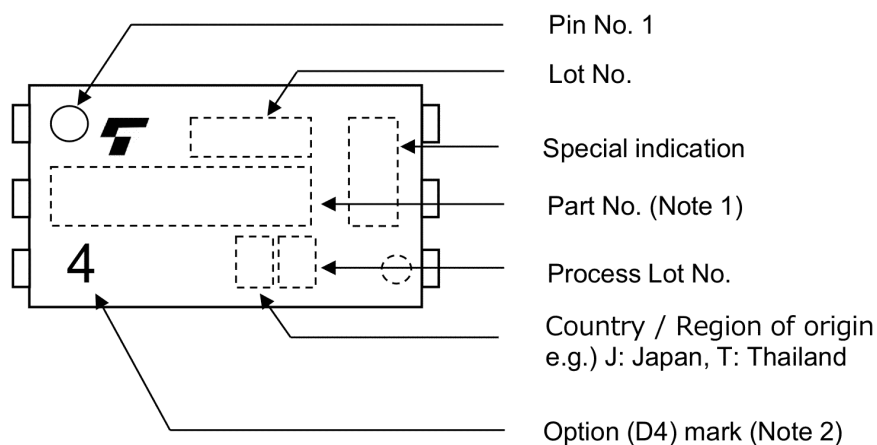 Pin No. 1
Lot No.
Special indication
Part No. (Note 1)
4
Process Lot No.
Country / Region of origin
e.g.) J: Japan, T: Thailand
Option (D4) mark (Note 2)